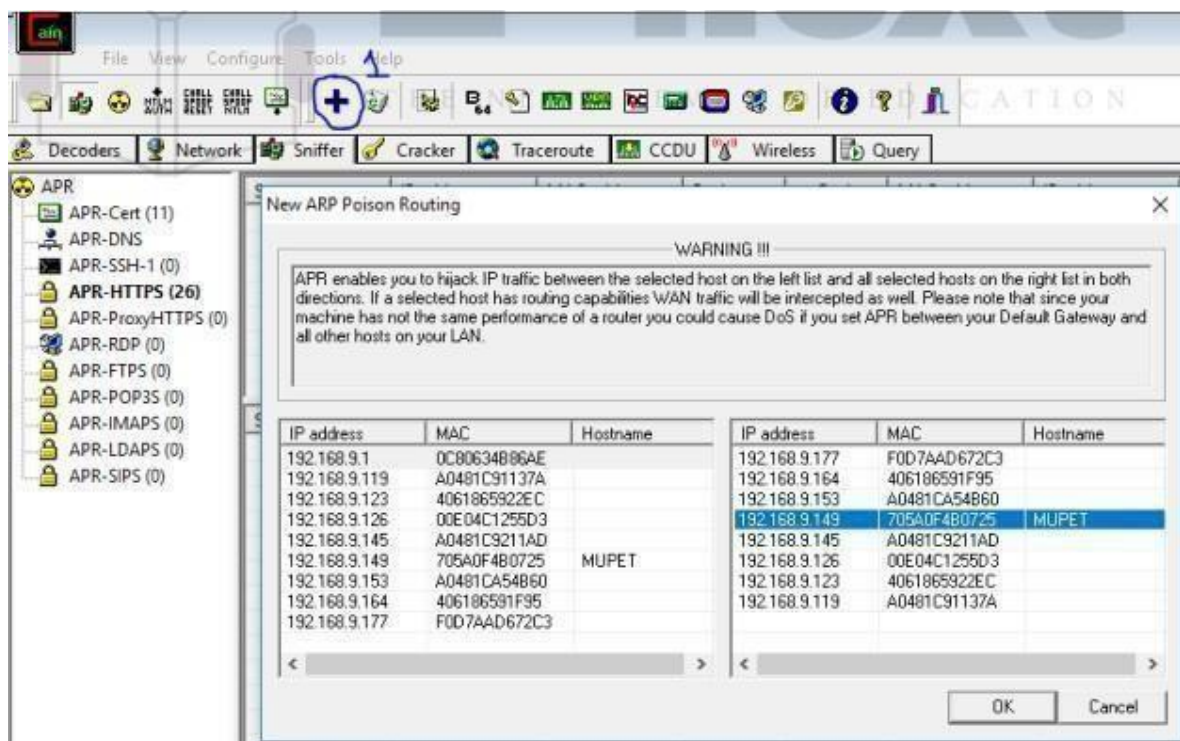 Cain
File View Configure Tools Help
1
+
B64
CATION
Decoders Network Sniffer Cracker Traceroute CCDU Wireless Query
APR
APR-Cert (11)
APR-DNS
APR-SSH-1 (0)
APR-HTTPS (26)
APR-ProxyHTTPS (0)
APR-RDP (0)
APR-FTPS (0)
APR-POP3S (0)
APR-IMAPS (0)
APR-LDAPS (0)
APR-SIPS (0)
New ARP Poison Routing
WARNING !!!
APR enables you to hijack IP traffic between the selected host on the left list and all selected hosts on the right list in both
directions. If a selected host has routing capabilities WAN traffic will be intercepted as well. Please note that since your
machine has not the same performance of a router you could cause DoS if you set APR between your Default Gateway and
all other hosts on your LAN.
IP address MAC Hostname
192.168.9.1 0C80634B86AE
192.168.9.119 A0481C91137A
192.168.9.123 4061865922EC
192.168.9.126 00E04C1255D3
192.168.9.145 A0481C9211AD
192.168.9.149 705A0F4B0725 MUPET
192.168.9.153 A0481CA54B60
192.168.9.164 406186591F95
192.168.9.177 F0D7AAD672C3
IP address MAC Hostname
192.168.9.177 F0D7AAD672C3
192.168.9.164 406186591F95
192.168.9.153 A0481CA54B60
192.168.9.149 705A0F4B0725 MUPET
192.168.9.145 A0481C9211AD
192.168.9.126 00E04C1255D3
192.168.9.123 4061865922EC
192.168.9.119 A0481C91137A
OK Cancel